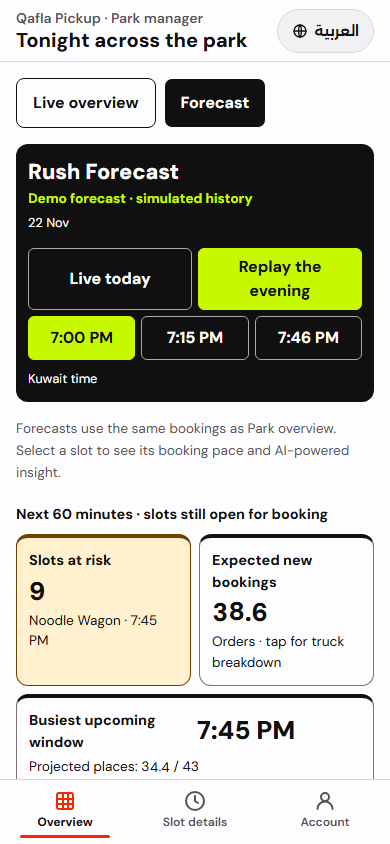 Qafla Pickup · Park manager
Tonight across the park
العربية
Live overview
Forecast
Rush Forecast
Demo forecast · simulated history
22 Nov
Live today
Replay the
evening
7:00 PM
7:15 PM
7:46 PM
Kuwait time
Forecasts use the same bookings as Park overview.
Select a slot to see its booking pace and AI-powered
insight.
Next 60 minutes · slots still open for booking
Slots at risk
9
Noodle Wagon · 7:45
PM
Expected new
bookings
38.6
Orders · tap for truck
breakdown
Busiest upcoming
window
7:45 PM
Projected places: 34.4 / 43
Overview
Slot details
Account